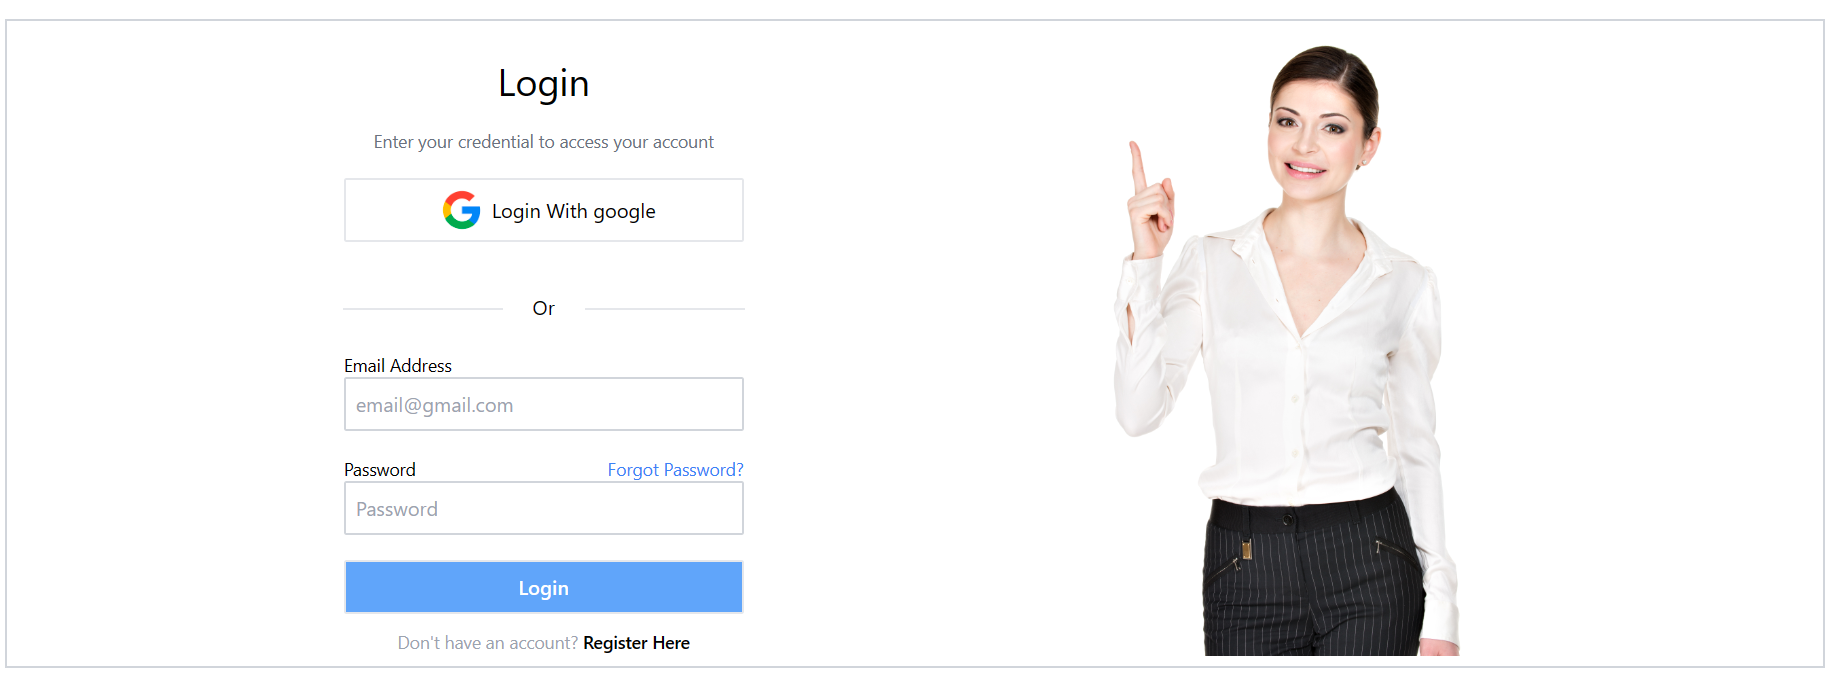 Login
Enter your credential to access your account
Login With google
Or
Email Address
email@gmail.com
Password Forgot Password?
Password
Login
Don't have an account? Register Here